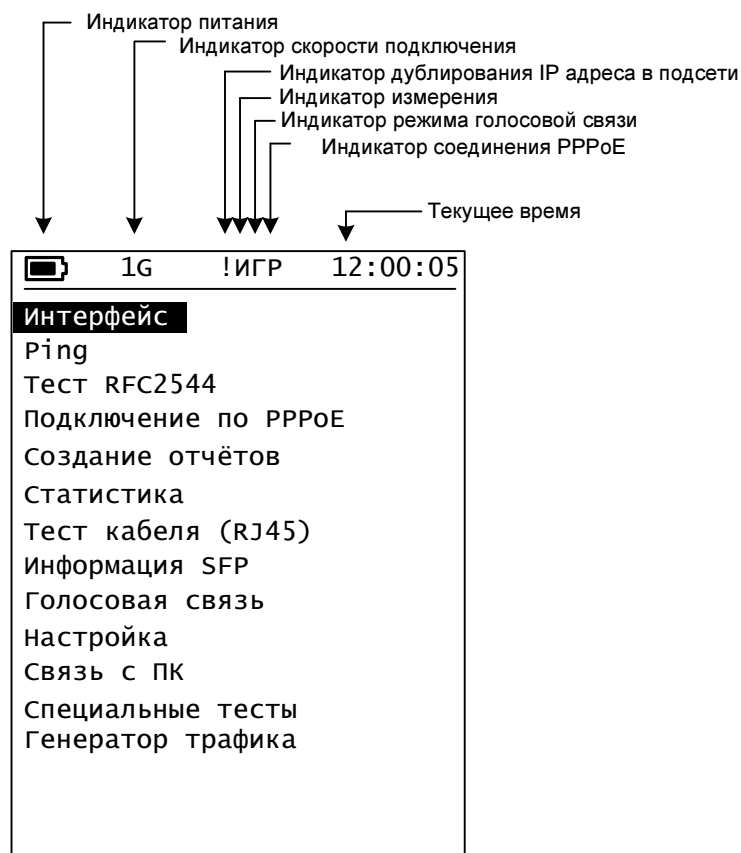 Индикатор питания
Индикатор скорости подключения
Индикатор дублирования IP адреса в подсети
Индикатор измерения
Индикатор режима голосовой связи
Индикатор соединения PPPoE
Текущее время
1G !ИГР 12:00:05
Интерфейс
Ping
Тест RFC2544
Подключение по PPPoE
Создание отчётов
Статистика
Тест кабеля (RJ45)
Информация SFP
Голосовая связь
Настройка
Связь с ПК
Специальные тесты
Генератор трафика